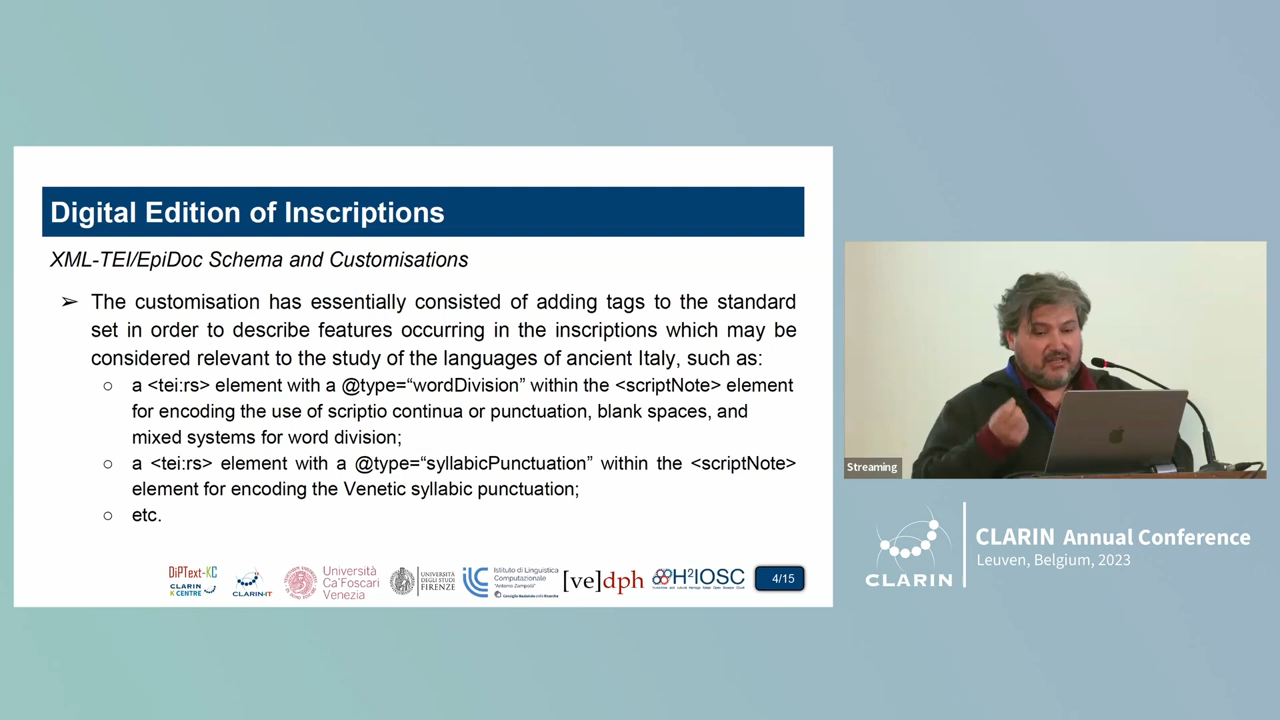 Digital Edition of Inscriptions
XML-TEI/EpiDoc Schema and Customisations
➢ The customisation has essentially consisted of adding tags to the standard
set in order to describe features occurring in the inscriptions which may be
considered relevant to the study of the languages of ancient Italy, such as:
○ a <tei:rs> element with a @type=“wordDivision” within the <scriptNote> element
for encoding the use of scriptio continua or punctuation, blank spaces, and
mixed systems for word division;
○ a <tei:rs> element with a @type=“syllabicPunctuation” within the <scriptNote>
element for encoding the Venetic syllabic punctuation;
○ etc.
DiPText-KC
CLARIN
K CENTRE
CLARIN-IT
Università
Ca'Foscari
Venezia
UNIVERSITÀ
DEGLI STUDI
FIRENZE
Istituto di Linguistica
Computazionale
"Antonio Zampolli"
Consiglio Nazionale delle Ricerche
[ve]dph
H²IOSC
4/15
Streaming
CLARIN
CLARIN Annual Conference
Leuven, Belgium, 2023